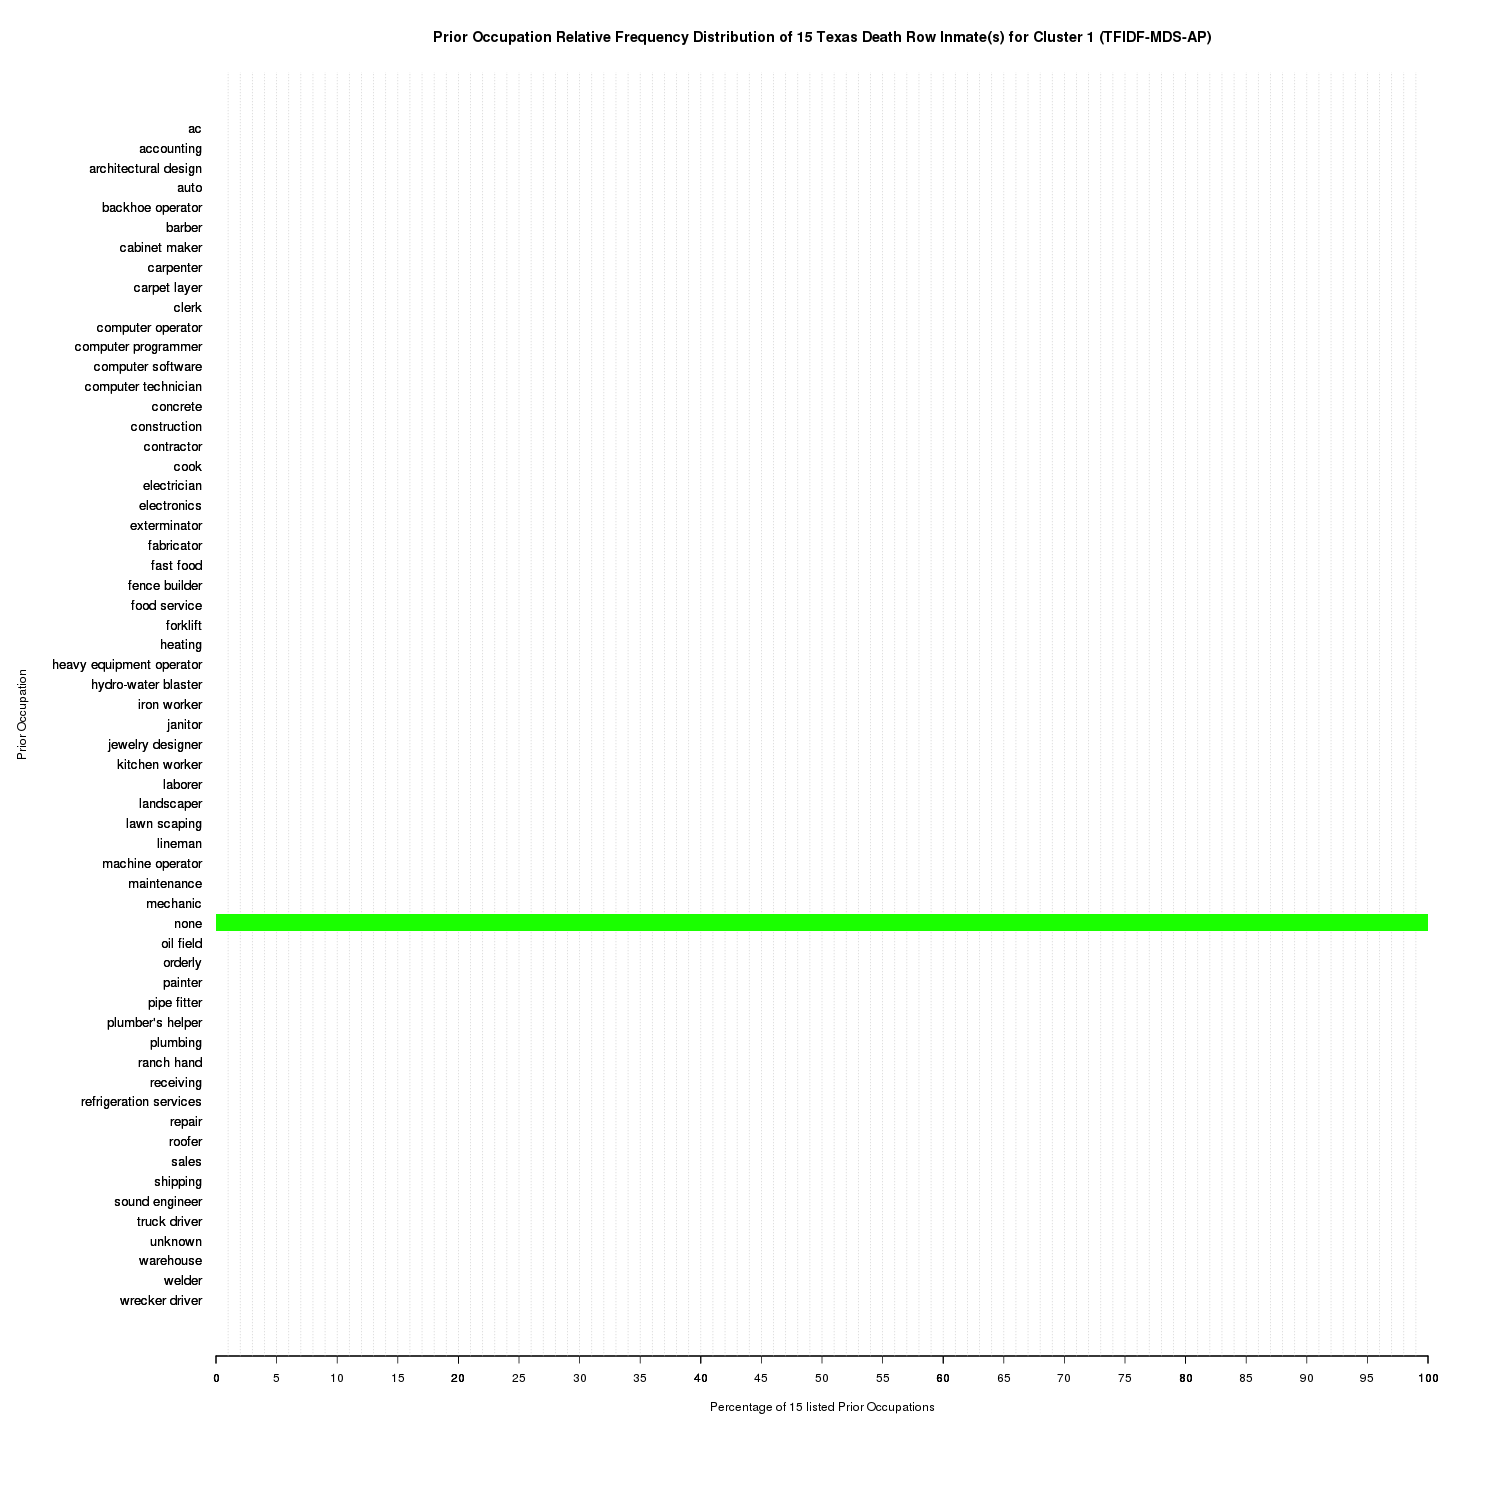 Prior Occupation Relative Frequency Distribution of 15 Texas Death Row Inmate(s) for Cluster 1 (TFIDF-MDS-AP)
ac
accounting
architectural design
auto
backhoe operator
barber
cabinet maker
carpenter
carpet layer
clerk
computer operator
computer programmer
computer software
computer technician
concrete
construction
contractor
cook
electrician
electronics
exterminator
fabricator
fast food
fence builder
food service
forklift
heating
heavy equipment operator
hydro-water blaster
iron worker
janitor
jewelry designer
kitchen worker
laborer
landscaper
lawn scaping
lineman
machine operator
maintenance
mechanic
none
oil field
orderly
painter
pipe fitter
plumber's helper
plumbing
ranch hand
receiving
refrigeration services
repair
roofer
sales
shipping
sound engineer
truck driver
unknown
warehouse
welder
wrecker driver
Prior Occupation
0 5 10 15 20 25 30 35 40 45 50 55 60 65 70 75 80 85 90 95 100
Percentage of 15 listed Prior Occupations